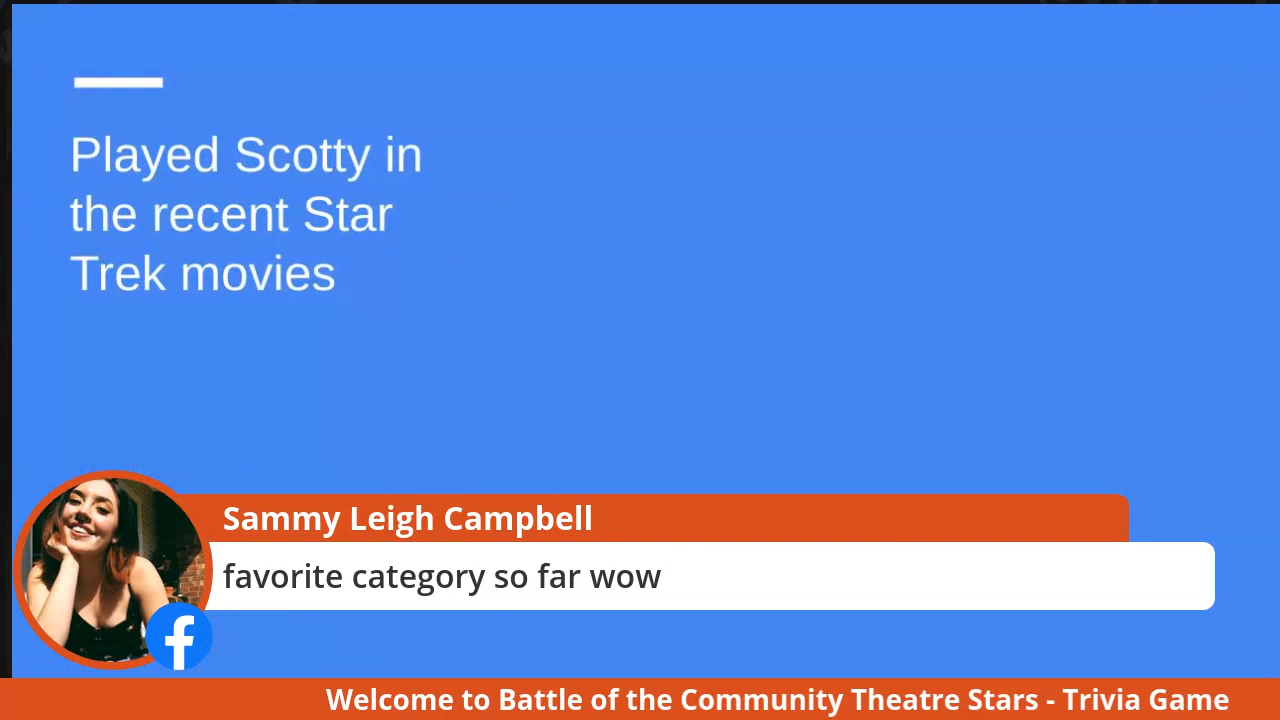 Played Scotty in
the recent Star
Trek movies
Sammy Leigh Campbell
favorite category so far wow
Welcome to Battle of the Community Theatre Stars - Trivia Game